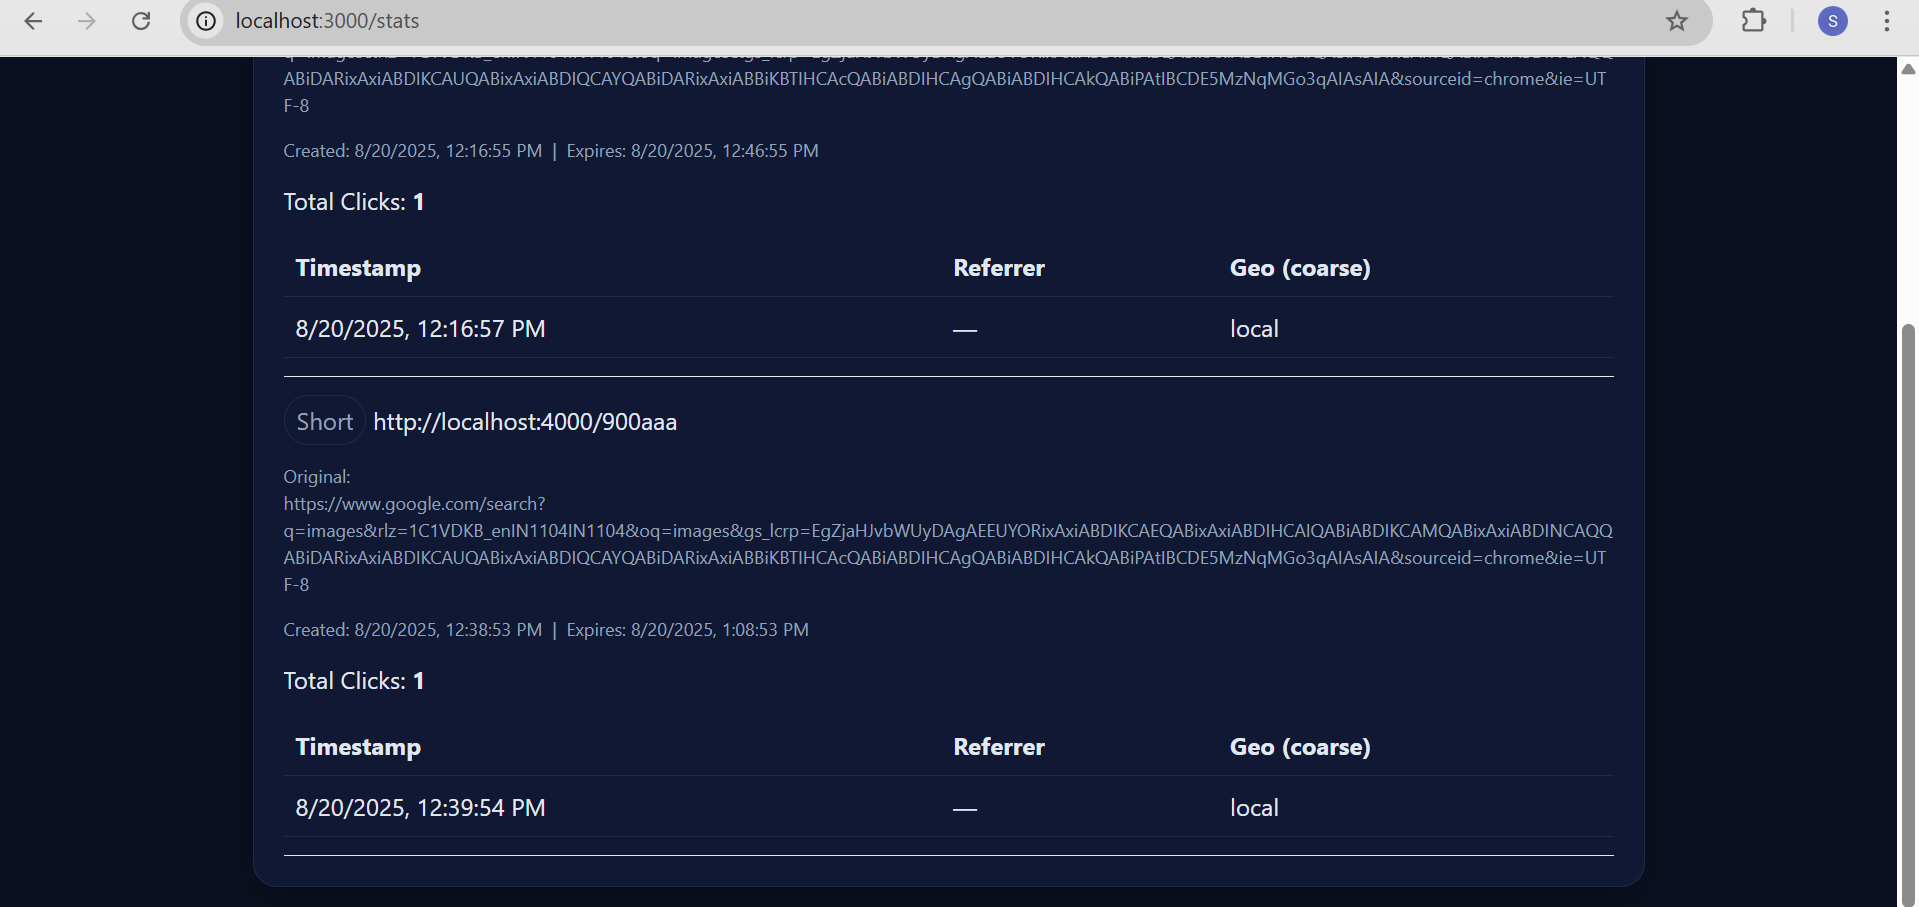 localhost:3000/stats
S
ABiDARixAxiABDIKCAUQABixAxiABDIQCAYQABiDARixAxiABBiKBTIHCAcQABiABDIHCAgQABiABDIHCAkQABiPAtIBCDE5MzNqMGo3qAIAsAIA&sourceid=chrome&ie=UT
F-8
Created: 8/20/2025, 12:16:55 PM | Expires: 8/20/2025, 12:46:55 PM
Total Clicks: 1
Timestamp Referrer Geo (coarse)
8/20/2025, 12:16:57 PM — local
Short http://localhost:4000/900aaa
Original:
https://www.google.com/search?
q=images&rlz=1C1VDKB_enIN1104IN1104&oq=images&gs_lcrp=EgZjaHJvbWUyDAgAEEUYORixAxiABDIKCAEQABixAxiABDIHCAIQABiABDIKCAMQABixAxiABDINCAQQ
ABiDARixAxiABDIKCAUQABixAxiABDIQCAYQABiDARixAxiABBiKBTIHCAcQABiABDIHCAgQABiABDIHCAkQABiPAtIBCDE5MzNqMGo3qAIAsAIA&sourceid=chrome&ie=UT
F-8
Created: 8/20/2025, 12:38:53 PM | Expires: 8/20/2025, 1:08:53 PM
Total Clicks: 1
Timestamp Referrer Geo (coarse)
8/20/2025, 12:39:54 PM — local